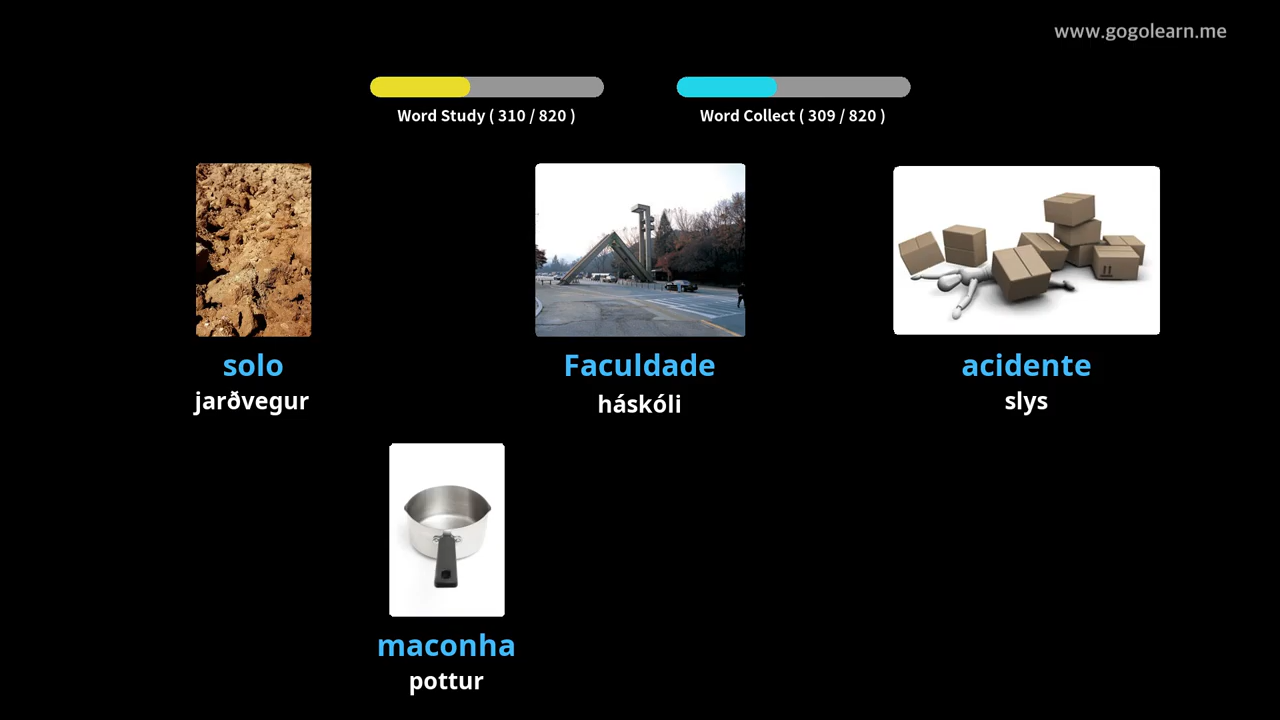 www.gogolearn.me
Word Study ( 310 / 820 )
Word Collect ( 309 / 820 )
solo
jarðvegur
Faculdade
háskóli
acidente
slys
maconha
pottur